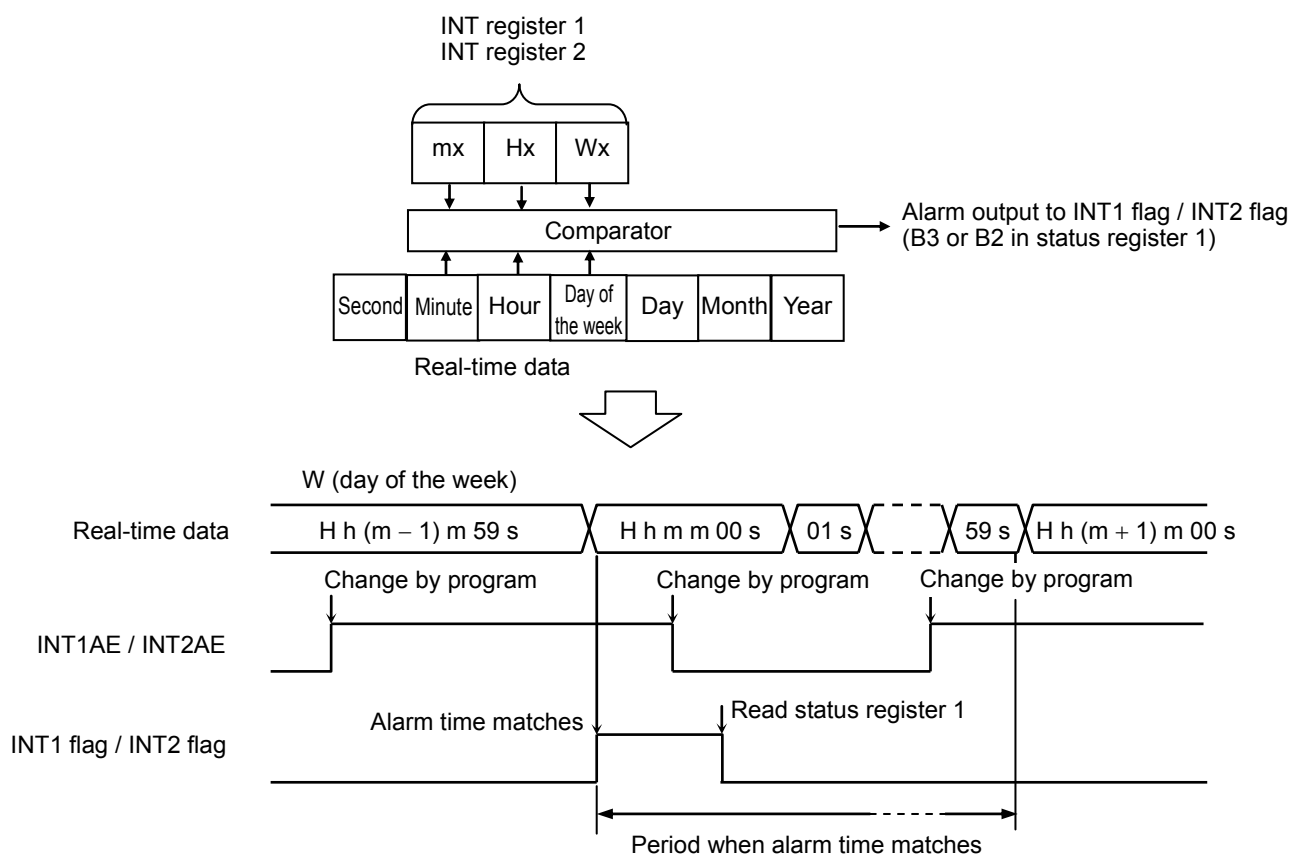 INT register 1
INT register 2
mx Hx Wx
Comparator
Alarm output to INT1 flag / INT2 flag
(B3 or B2 in status register 1)
Second Minute Hour Day of the week Day Month Year
Real-time data
W (day of the week)
Real-time data
H h (m − 1) m 59 s H h m m 00 s 01 s 59 s H h (m + 1) m 00 s
Change by program Change by program Change by program
INT1AE / INT2AE
Alarm time matches Read status register 1
INT1 flag / INT2 flag
Period when alarm time matches